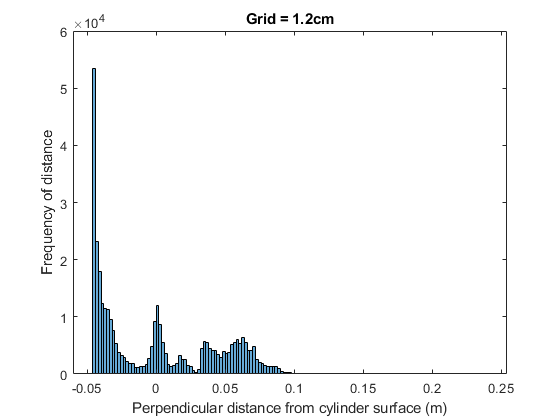 Grid = 1.2cm
×10⁴
6
5
4
3
2
1
0
Frequency of distance
-0.05 0 0.05 0.1 0.15 0.2 0.25
Perpendicular distance from cylinder surface (m)